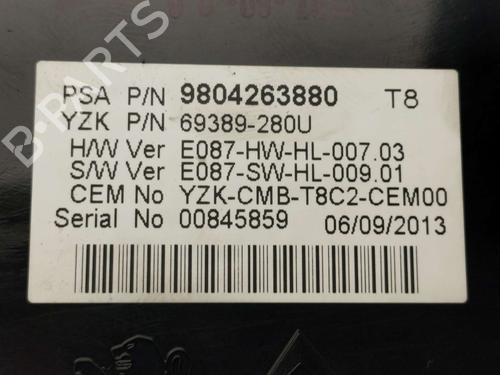 PSA P/N 9804263880 T8
YZK P/N 69389-280U
H/W Ver E087-HW-HL-007.03
S/W Ver E087-SW-HL-009.01
CEM No YZK-CMB-T8C2-CEM00
Serial No 00845859 06/09/2013
B-PARTS